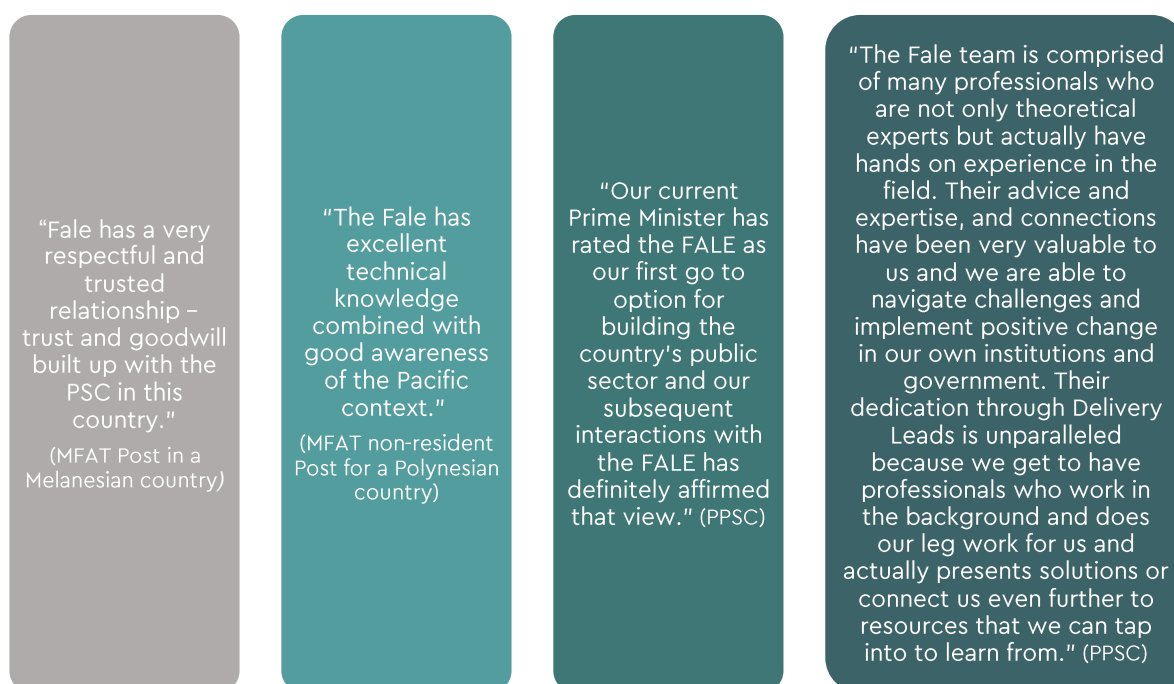 “Fale has a very
respectful and
trusted
relationship –
trust and goodwill
built up with the
PSC in this
country.”
(MFAT Post in a
Melanesian country)
“The Fale has
excellent
technical
knowledge
combined with
good awareness
of the Pacific
context.”
(MFAT non-resident
Post for a Polynesian
country)
“Our current
Prime Minister has
rated the FALE as
our first go to
option for
building the
country’s public
sector and our
subsequent
interactions with
the FALE has
definitely affirmed
that view.” (PPSC)
“The Fale team is comprised
of many professionals who
are not only theoretical
experts but actually have
hands on experience in the
field. Their advice and
expertise, and connections
have been very valuable to
us and we are able to
navigate challenges and
implement positive change
in our own institutions and
government. Their
dedication through Delivery
Leads is unparalleled
because we get to have
professionals who work in
the background and does
our leg work for us and
actually presents solutions or
connect us even further to
resources that we can tap
into to learn from.” (PPSC)